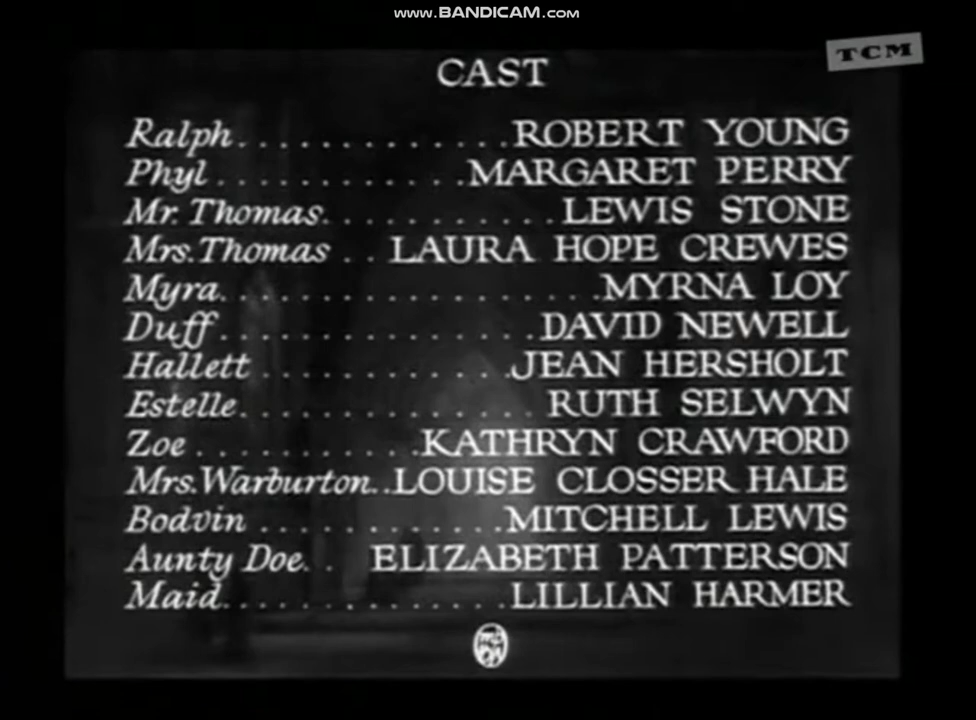 www.BANDICAM.com
TCM
CAST
Ralph.............ROBERT YOUNG
Phyl............MARGARET PERRY
Mr. Thomas............LEWIS STONE
Mrs.Thomas..LAURA HOPE CREWES
Myra....................MYRNA LOY
Duff.................DAVID NEWELL
Hallett.............JEAN HERSHOLT
Estelle...............RUTH SELWYN
Zoe............KATHRYN CRAWFORD
Mrs.Warburton..LOUISE CLOSSER HALE
Bodvin............MITCHELL LEWIS
Aunty Doe..ELIZABETH PATTERSON
Maid...............LILLIAN HARMER